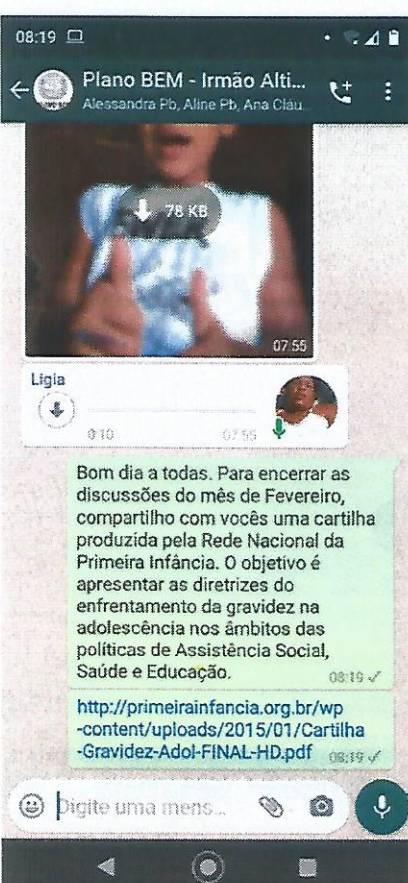 08:19
Plano BEM - Irmão Alti...
Alessandra Pb, Aline Pb, Ana Cláu
78 KB
07:55
Ligia
0:10 07:55
Bom dia a todas. Para encerrar as
discussões do mês de Fevereiro,
compartilho com vocês uma cartilha
produzida pela Rede Nacional da
Primeira Infância. O objetivo é
apresentar as diretrizes do
enfrentamento da gravidez na
adolescência nos âmbitos das
políticas de Assistência Social,
Saúde e Educação. 08:19
http://primeirainfancia.org.br/wp
-content/uploads/2015/01/Cartilha
-Gravidez-Adol-FINAL-HD.pdf 08:19
Digite uma mens...